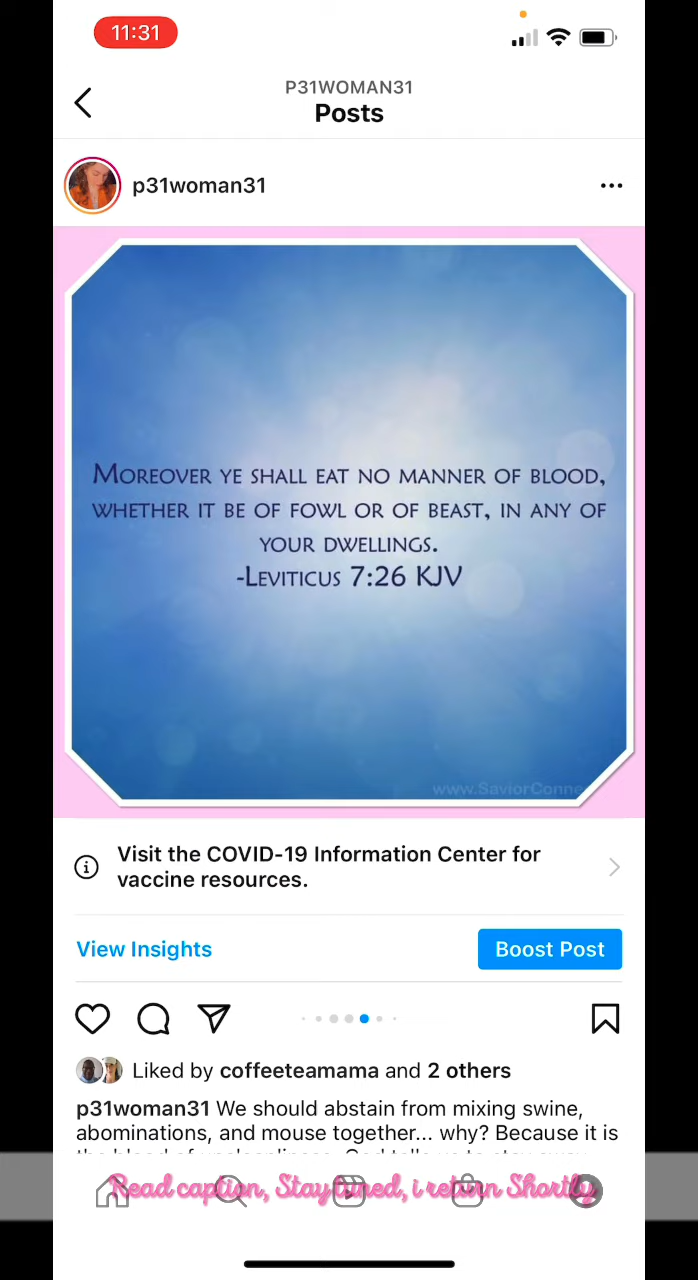 11:31
P31WOMAN31
Posts
p31woman31
MOREOVER YE SHALL EAT NO MANNER OF BLOOD,
WHETHER IT BE OF FOWL OR OF BEAST, IN ANY OF
YOUR DWELLINGS.
-LEVITICUS 7:26 KJV
www.SaviorConne
Visit the COVID-19 Information Center for
vaccine resources.
View Insights
Boost Post
Liked by coffeeteamama and 2 others
p31woman31 We should abstain from mixing swine,
abominations, and mouse together... why? Because it is
Read caption, Stay tuned, i return Shortly